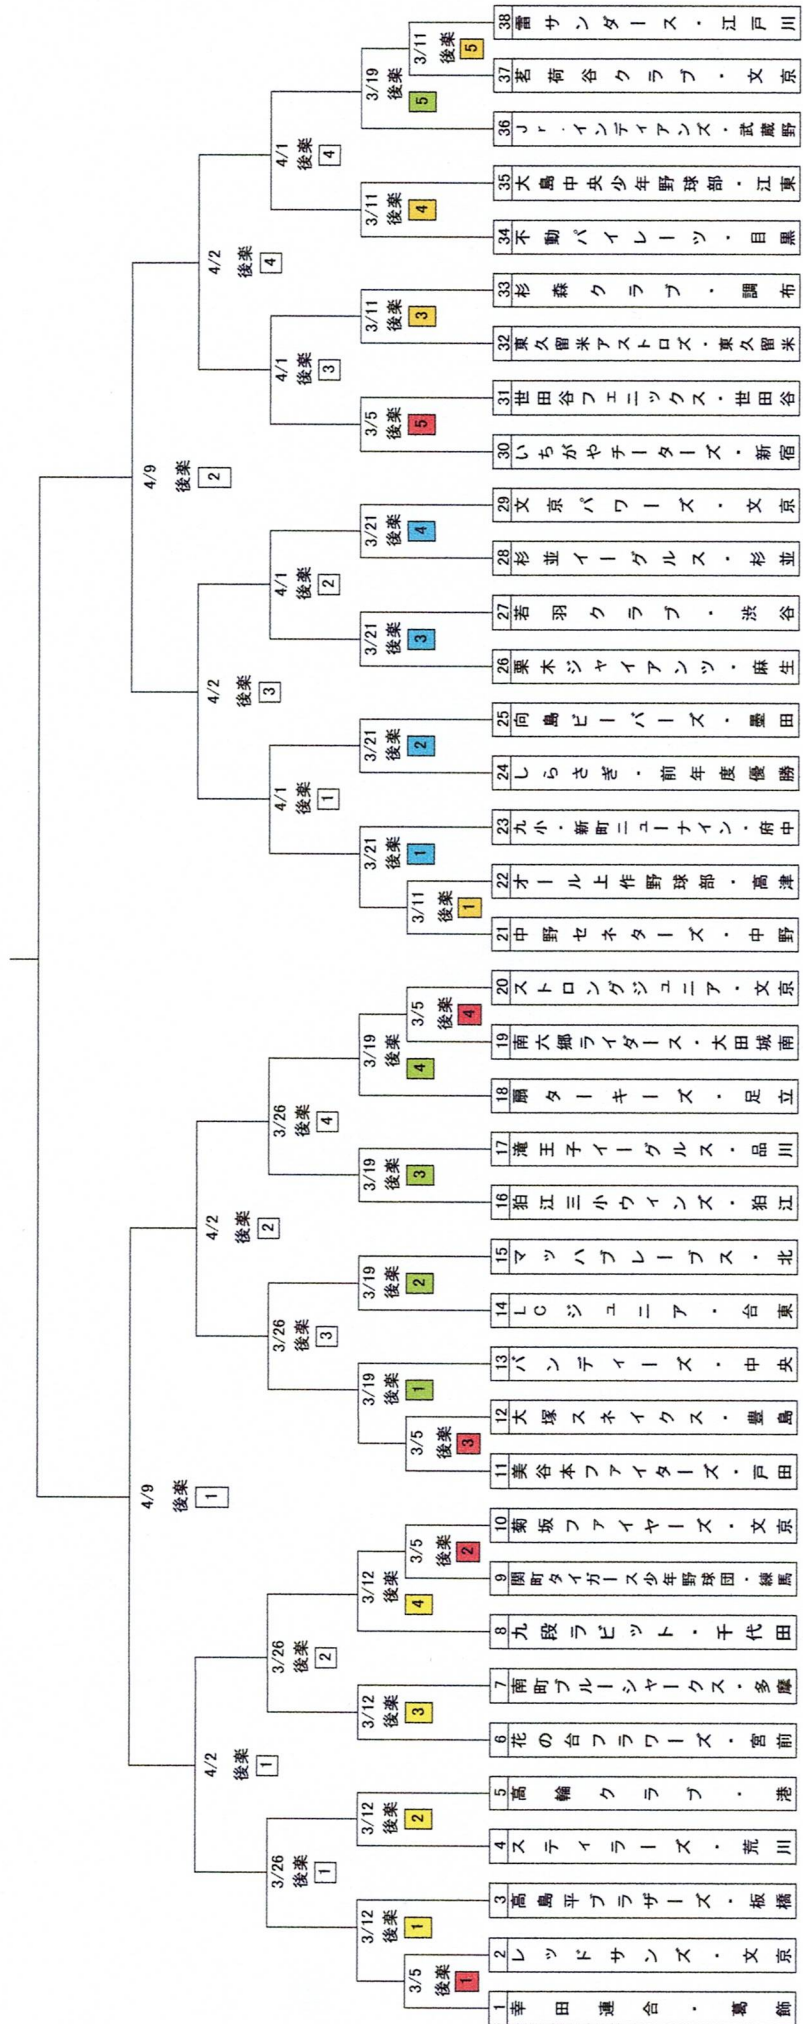 4/9
後楽
1
4/9
後楽
2
4/2
後楽
1
4/2
後楽
2
4/2
後楽
3
4/2
後楽
4
3/26
後楽
1
3/26
後楽
2
3/26
後楽
3
3/26
後楽
4
4/1
後楽
1
4/1
後楽
2
4/1
後楽
3
4/1
後楽
4
3/12
後楽
1
3/12
後楽
2
3/12
後楽
3
3/12
後楽
4
3/19
後楽
1
3/19
後楽
2
3/19
後楽
3
3/19
後楽
4
3/21
後楽
1
3/21
後楽
2
3/21
後楽
3
3/21
後楽
4
3/5
後楽
5
3/11
後楽
3
3/11
後楽
4
3/19
後楽
5
3/5
後楽
1
3/5
後楽
2
3/5
後楽
3
3/5
後楽
4
3/11
後楽
1
3/11
後楽
5
1 幸田連合・葛飾
2 レッドサンズ・文京
3 高島平ブラザーズ・板橋
4 スティラーズ・荒川
5 高輪クラブ・港
6 花の台フラワーズ・宮前
7 南町ブルーシャークス・多摩
8 九段ラビット・千代田
9 関町タイガース少年野球団・練馬
10 菊坂ファイヤーズ・文京
11 美谷本ファイターズ・戸田
12 大塚スネイクス・豊島
13 バンディーズ・中央
14 LCジュニア・台東
15 マッハブレーブス・北
16 狛江三小ウィンズ・狛江
17 滝王子イーグルス・品川
18 扇ターキーズ・足立
19 南六郷ライダース・大田城南
20 ストロングジュニア・文京
21 中野セネターズ・中野
22 オール上作野球部・高津
23 九小・新町ニューナイン・府中
24 しらさぎ・前年度優勝
25 向島ビーバーズ・墨田
26 栗木ジャイアンツ・麻生
27 若羽クラブ・渋谷
28 杉並イーグルス・杉並
29 文京パワーズ・文京
30 いちがやチーターズ・新宿
31 世田谷フェニックス・世田谷
32 東久留米アストロズ・東久留米
33 杉森クラブ・調布
34 不動パイレーツ・目黒
35 大島中央少年野球部・江東
36 Jr.インディアンズ・武蔵野
37 茗荷谷クラブ・文京
38 雷サンダース・江戸川